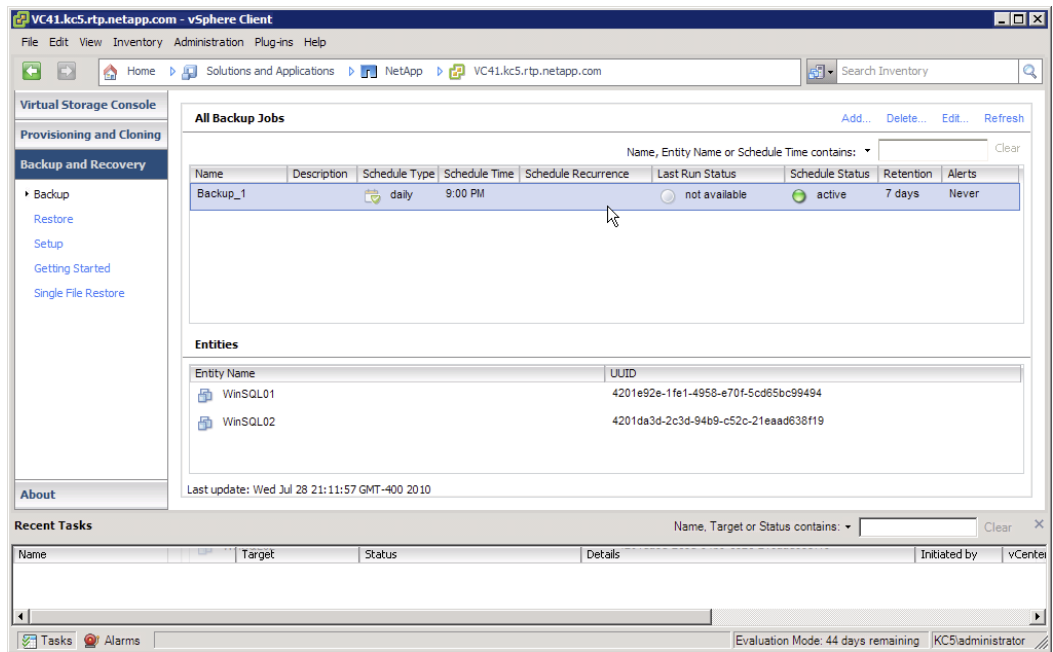 VC41.kc5.rtp.netapp.com - vSphere Client
File Edit View Inventory Administration Plug-ins Help
Home Solutions and Applications NetApp VC41.kc5.rtp.netapp.com Search Inventory
Virtual Storage Console
Provisioning and Cloning
Backup and Recovery
Backup
Restore
Setup
Getting Started
Single File Restore
About
All Backup Jobs Add... Delete... Edit... Refresh
Name, Entity Name or Schedule Time contains: Clear
Name Description Schedule Type Schedule Time Schedule Recurrence Last Run Status Schedule Status Retention Alerts
Backup_1 daily 9:00 PM not available active 7 days Never
Entities
Entity Name UUID
WinSQL01 4201e92e-1fe1-4958-e70f-5cd65bc99494
WinSQL02 4201da3d-2c3d-94b9-c52c-21eaad638f19
Last update: Wed Jul 28 21:11:57 GMT-400 2010
Recent Tasks Name, Target or Status contains: Clear
Name Target Status Details Initiated by vCenter
Tasks Alarms Evaluation Mode: 44 days remaining KC5\administrator